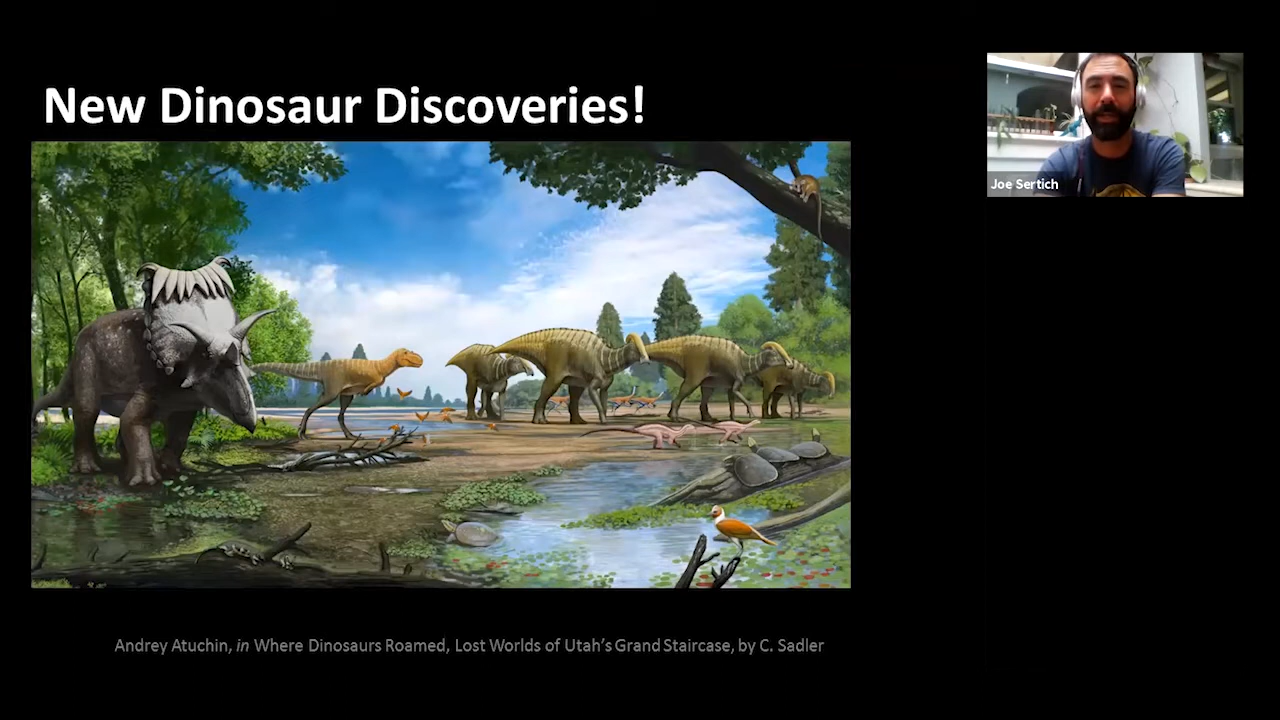 New Dinosaur Discoveries!
Joe Sertich
Andrey Atuchin, in Where Dinosaurs Roamed, Lost Worlds of Utah's Grand Staircase, by C. Sadler